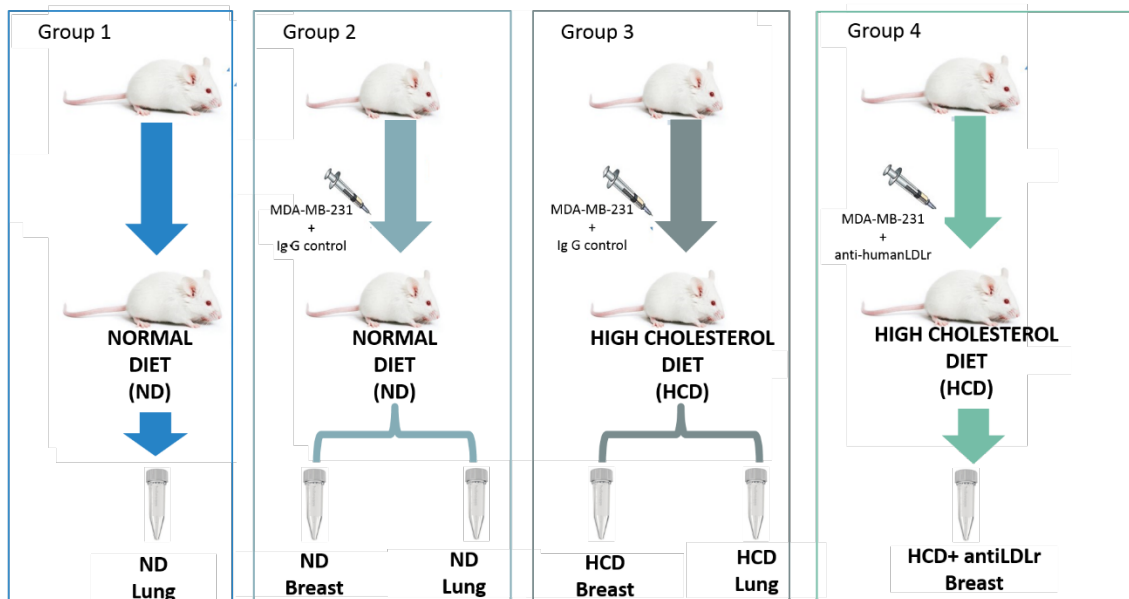 Group 1
NORMAL
DIET
(ND)
ND
Lung
Group 2
MDA-MB-231
+
Ig G control
NORMAL
DIET
(ND)
ND
Breast
ND
Lung
Group 3
MDA-MB-231
+
Ig G control
HIGH CHOLESTEROL
DIET
(HCD)
HCD
Breast
HCD
Lung
Group 4
MDA-MB-231
+
anti-humanLDLr
HIGH CHOLESTEROL
DIET
(HCD)
HCD+ antiLDLr
Breast